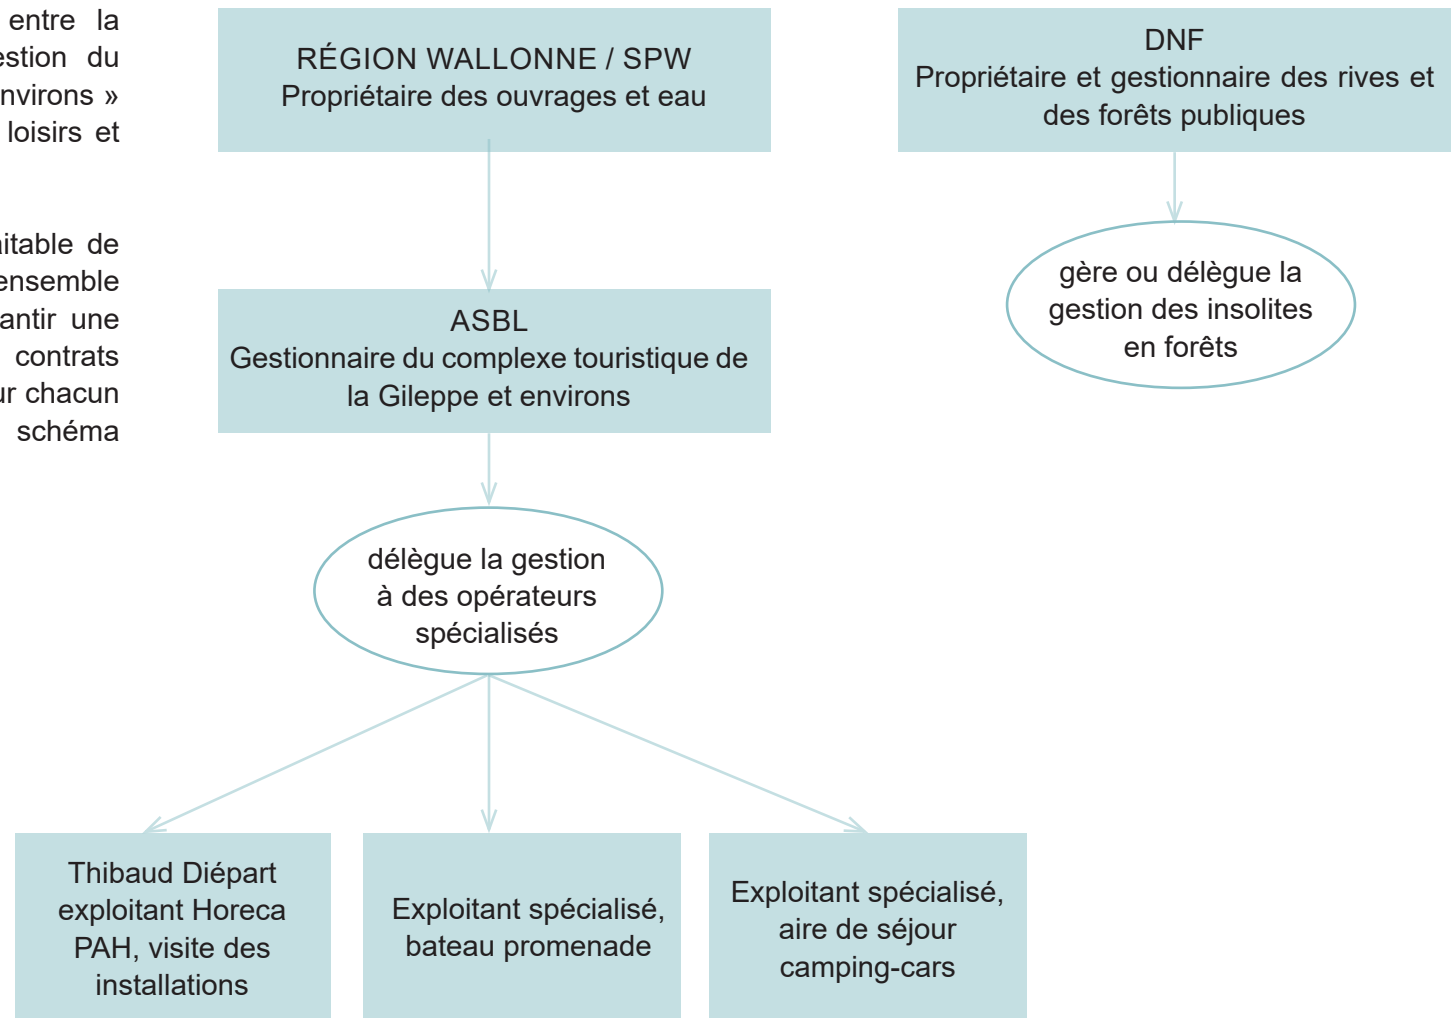 entre la
estion du
nvirons »
loisirs et
aitable de
ensemble
antir une
contrats
ur chacun
schéma
RÉGION WALLONNE / SPW
Propriétaire des ouvrages et eau
DNF
Propriétaire et gestionnaire des rives et
des forêts publiques
gère ou délègue la
gestion des insolites
en forêts
ASBL
Gestionnaire du complexe touristique de
la Gileppe et environs
délègue la gestion
à des opérateurs
spécialisés
Thibaud Diépart
exploitant Horeca
PAH, visite des
installations
Exploitant spécialisé,
bateau promenade
Exploitant spécialisé,
aire de séjour
camping-cars